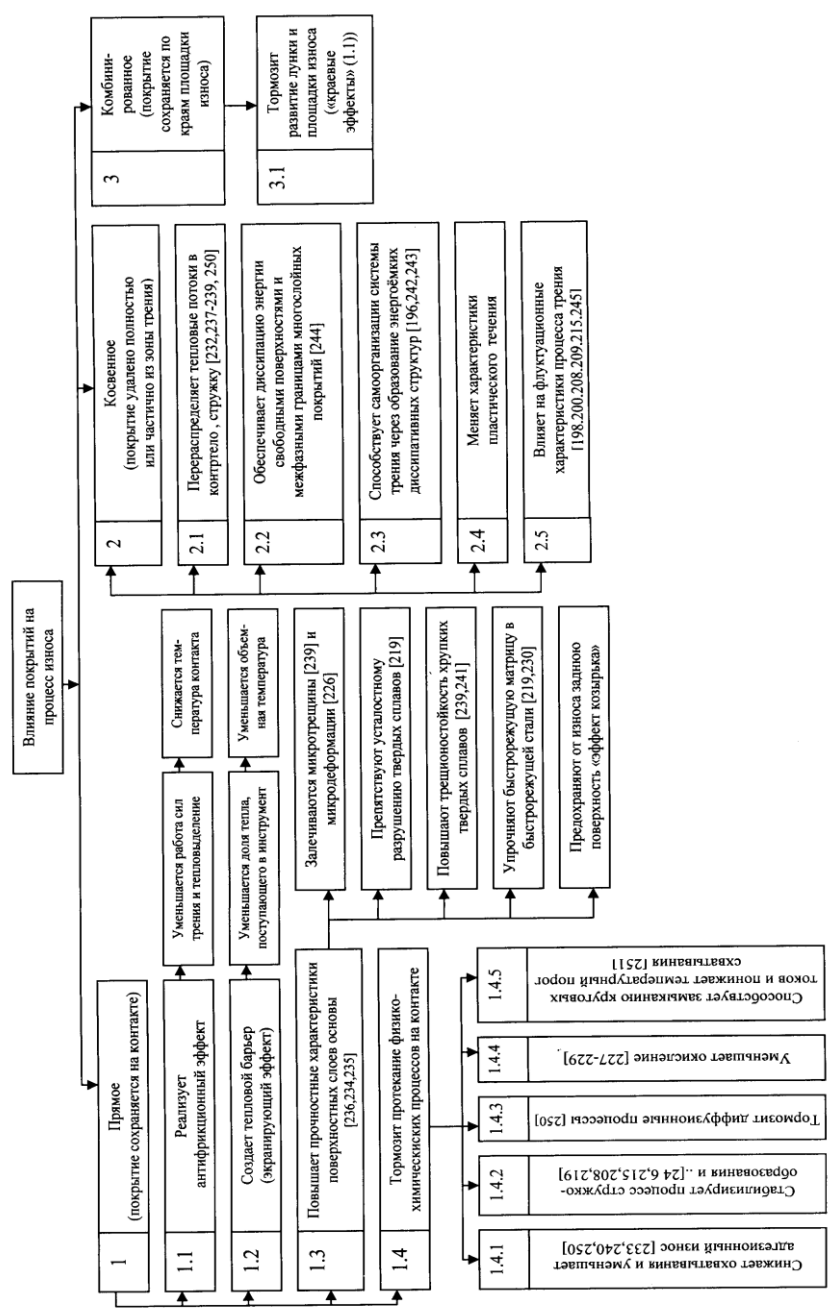 Влияние покрытий на
процесс износа
1
Прямое
(покрытие сохраняется на контакте)
1.1
Реализует
антифрикционный эффект
Уменьшается работа сил
трения и тепловыделение
Снижается тем-
пература контакта
1.2
Создает тепловой барьер
(экранирующий эффект)
Уменьшается доля тепла,
поступающего в инструмент
Уменьшается объем-
ная температура
1.3
Повышает прочностные характеристики
поверхностных слоев основы
[236,234,235]
Залечиваются микротрещины [239] и
микродеформации [226]
Препятствуют усталостному
разрушению твердых сплавов [219]
Повышают трещионостойкость хрупких
твердых сплавов [239,241]
Упрочняют быстрорежущую матрицу в
быстрорежущей стали [219,230]
Предохраняют от износа заднюю
поверхность «эффект козырька»
1.4
Тормозит протекание физико-
химичексиских процессов на контакте
1.4.1
Снижает охватывания и уменьшает
адгезионный износ [233,240,250]
1.4.2
Стабилизирует процесс стружко-
образования и ..[24 6,215,208,219]
1.4.3
Тормозит диффузионные процессы [250]
1.4.4
Уменьшает окисление [227-229]
1.4.5
Способствует замыканию круговых
токов и понижает температурный порог
схватывания [251]
2
Косвенное
(покрытие удалено полностью
или частично из зоны трения)
2.1
Перераспределяет тепловые потоки в
контртело , стружку [232,237-239, 250]
2.2
Обеспечивает диссипацию энергии
свободными поверхностями и
межфазными границами многослойных
покрытий [244]
2.3
Способствует самоорганизации системы
трения через образование энергоёмких
диссипативных структур [196,242,243]
2.4
Меняет характеристики
пластического течения
2.5
Влияет на флуктуационные
характеристики процесса трения
[198.200.208.209.215.245]
3
Комбини-
рованное
(покрытие
сохраняется по
краям площадки
износа)
3.1
Тормозит
развитие лунки и
площадки износа
(«краевые
эффекты» (1.1))